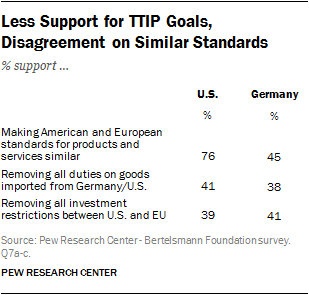 Less Support for TTIP Goals,
Disagreement on Similar Standards
% support ...
U.S. Germany
% %
Making American and European
standards for products and
services similar 76 45
Removing all duties on goods
imported from Germany/U.S. 41 38
Removing all investment
restrictions between U.S. and EU 39 41
Source: Pew Research Center- Bertelsmann Foundation survey.
Q7a-c.
PEW RESEARCH CENTER